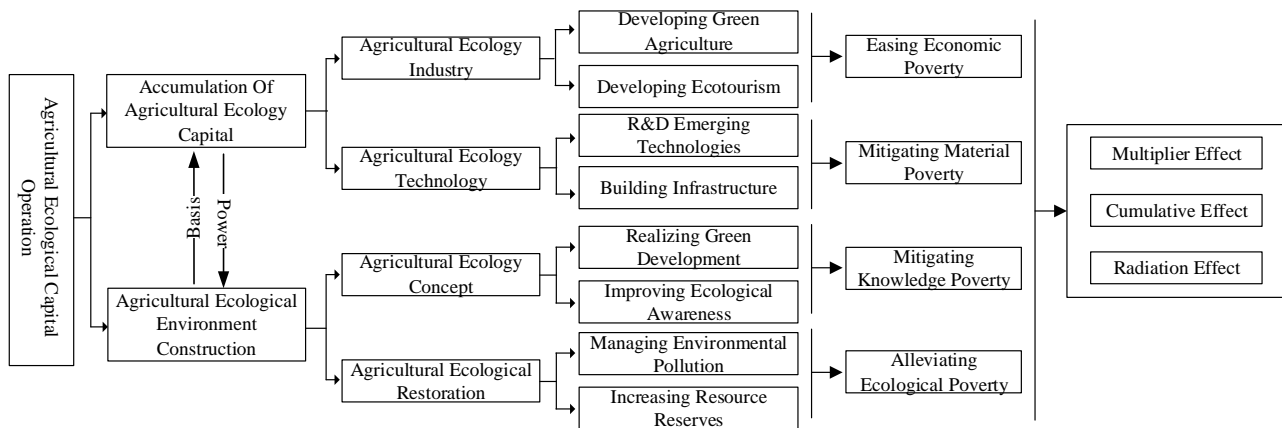 Agricultural Ecological Capital
Operation
Accumulation Of
Agricultural Ecology
Capital
Basis
Power
Agricultural Ecological
Environment
Construction
Agricultural Ecology
Industry
Agricultural Ecology
Technology
Agricultural Ecology
Concept
Agricultural Ecological
Restoration
Developing Green
Agriculture
Developing Ecotourism
R&D Emerging
Technologies
Building Infrastructure
Realizing Green
Development
Improving Ecological
Awareness
Managing Environmental
Pollution
Increasing Resource
Reserves
Easing Economic
Poverty
Mitigating Material
Poverty
Mitigating
Knowledge Poverty
Alleviating
Ecological Poverty
Multiplier Effect
Cumulative Effect
Radiation Effect